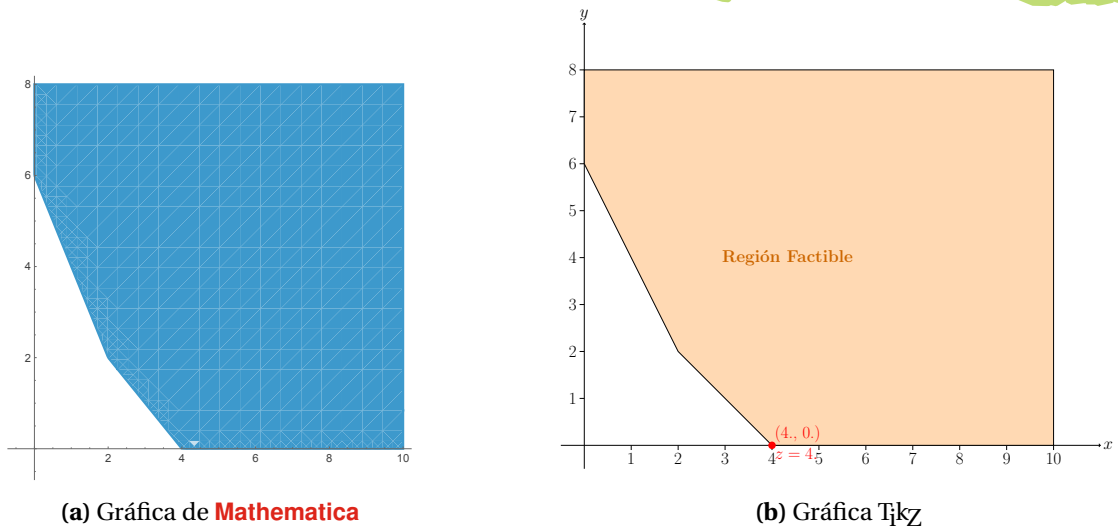 8
6
4
2
2 4 6 8 10
(a) Gráfica de Mathematica
y
8
7
6
5
4
3
2
1
Región Factible
(4., 0.)
z = 4.
1 2 3 4 5 6 7 8 9 10
x
(b) Gráfica TikZ